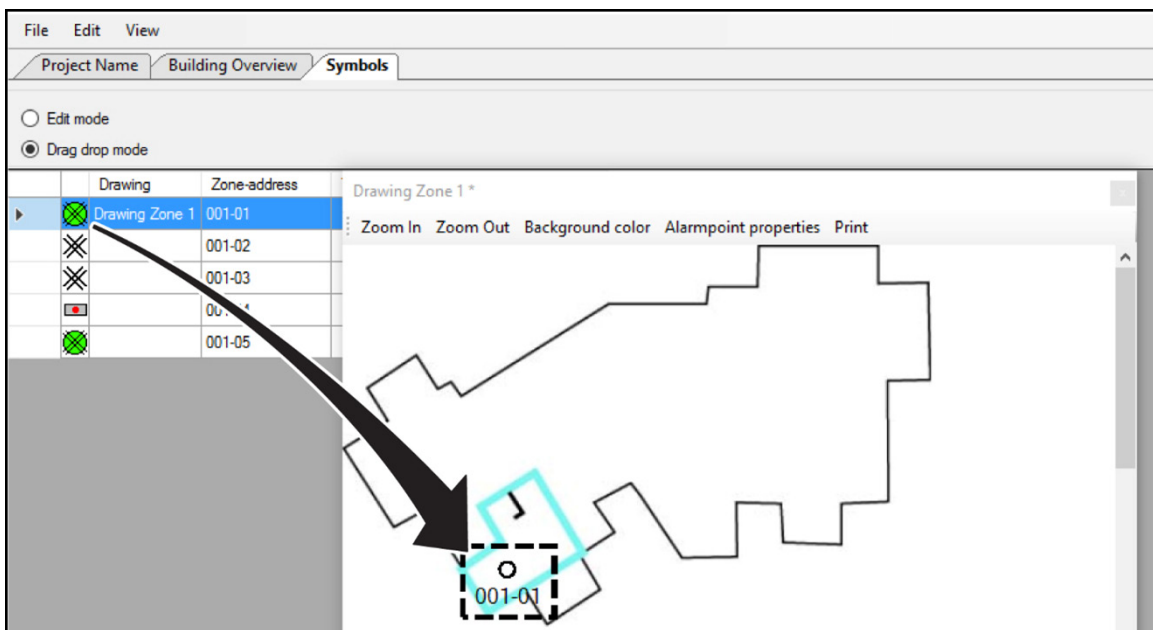 File Edit View
Project Name Building Overview Symbols
Edit mode
Drag drop mode
Drawing Zone-address
Drawing Zone 1 001-01
001-02
001-03
001-05
Drawing Zone 1 *
Zoom In Zoom Out Background color Alarmpoint properties Print
001-01